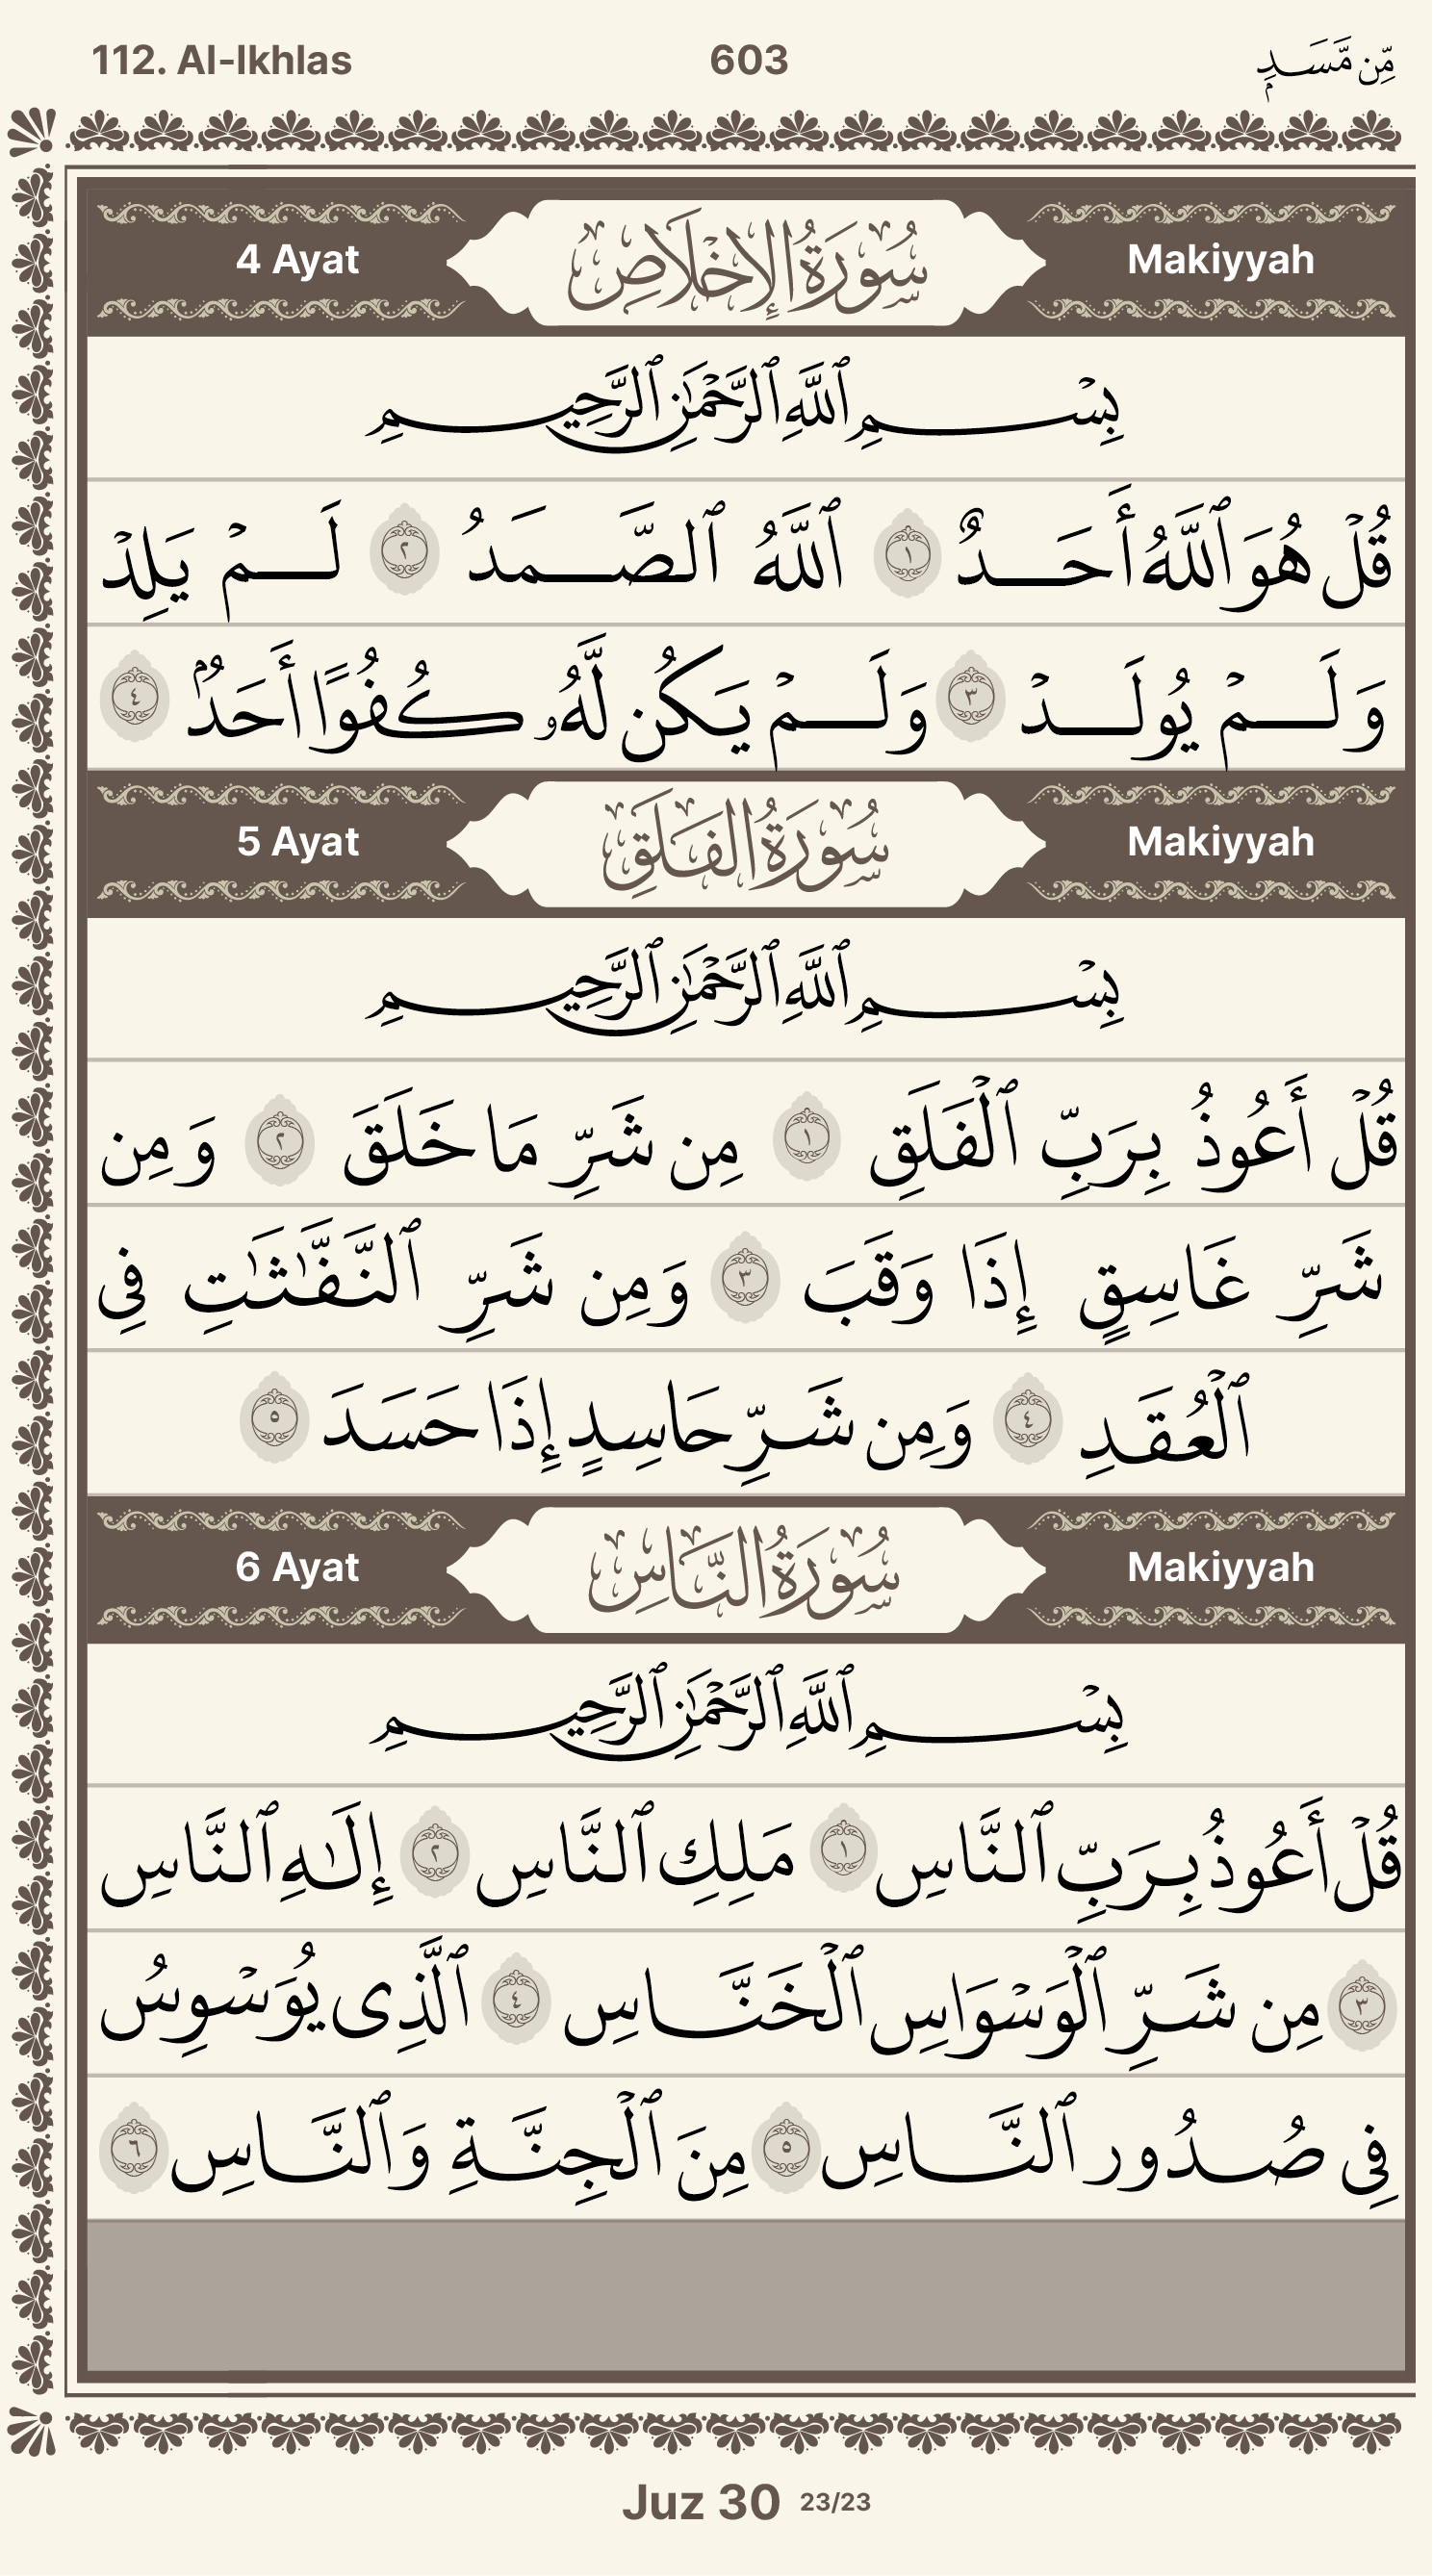 112. Al-Ikhlas 603 مِّن مَّسَدٍۭ
4 Ayat سُورَةُ الإِخْلَاصِ Makiyyah
بِسْمِ ٱللَّهِ ٱلرَّحْمَٰنِ ٱلرَّحِيمِ
قُلْ هُوَ ٱللَّهُ أَحَدٌ ١ ٱللَّهُ ٱلصَّمَدُ ٢ لَمْ يَلِدْ
وَلَمْ يُولَدْ ٣ وَلَمْ يَكُن لَّهُۥ كُفُوًا أَحَدٌۢ ٤
5 Ayat سُورَةُ الفَلَقِ Makiyyah
بِسْمِ ٱللَّهِ ٱلرَّحْمَٰنِ ٱلرَّحِيمِ
قُلْ أَعُوذُ بِرَبِّ ٱلْفَلَقِ ١ مِن شَرِّ مَا خَلَقَ ٢ وَمِن
شَرِّ غَاسِقٍ إِذَا وَقَبَ ٣ وَمِن شَرِّ ٱلنَّفَّٰثَٰتِ فِى
ٱلْعُقَدِ ٤ وَمِن شَرِّ حَاسِدٍ إِذَا حَسَدَ ٥
6 Ayat سُورَةُ النَّاسِ Makiyyah
بِسْمِ ٱللَّهِ ٱلرَّحْمَٰنِ ٱلرَّحِيمِ
قُلْ أَعُوذُ بِرَبِّ ٱلنَّاسِ ١ مَلِكِ ٱلنَّاسِ ٢ إِلَٰهِ ٱلنَّاسِ
٣ مِن شَرِّ ٱلْوَسْوَاسِ ٱلْخَنَّاسِ ٤ ٱلَّذِى يُوَسْوِسُ
فِى صُدُور ٱلنَّاسِ ٥ مِنَ ٱلْجِنَّةِ وَٱلنَّاسِ ٦
Juz 30 23/23